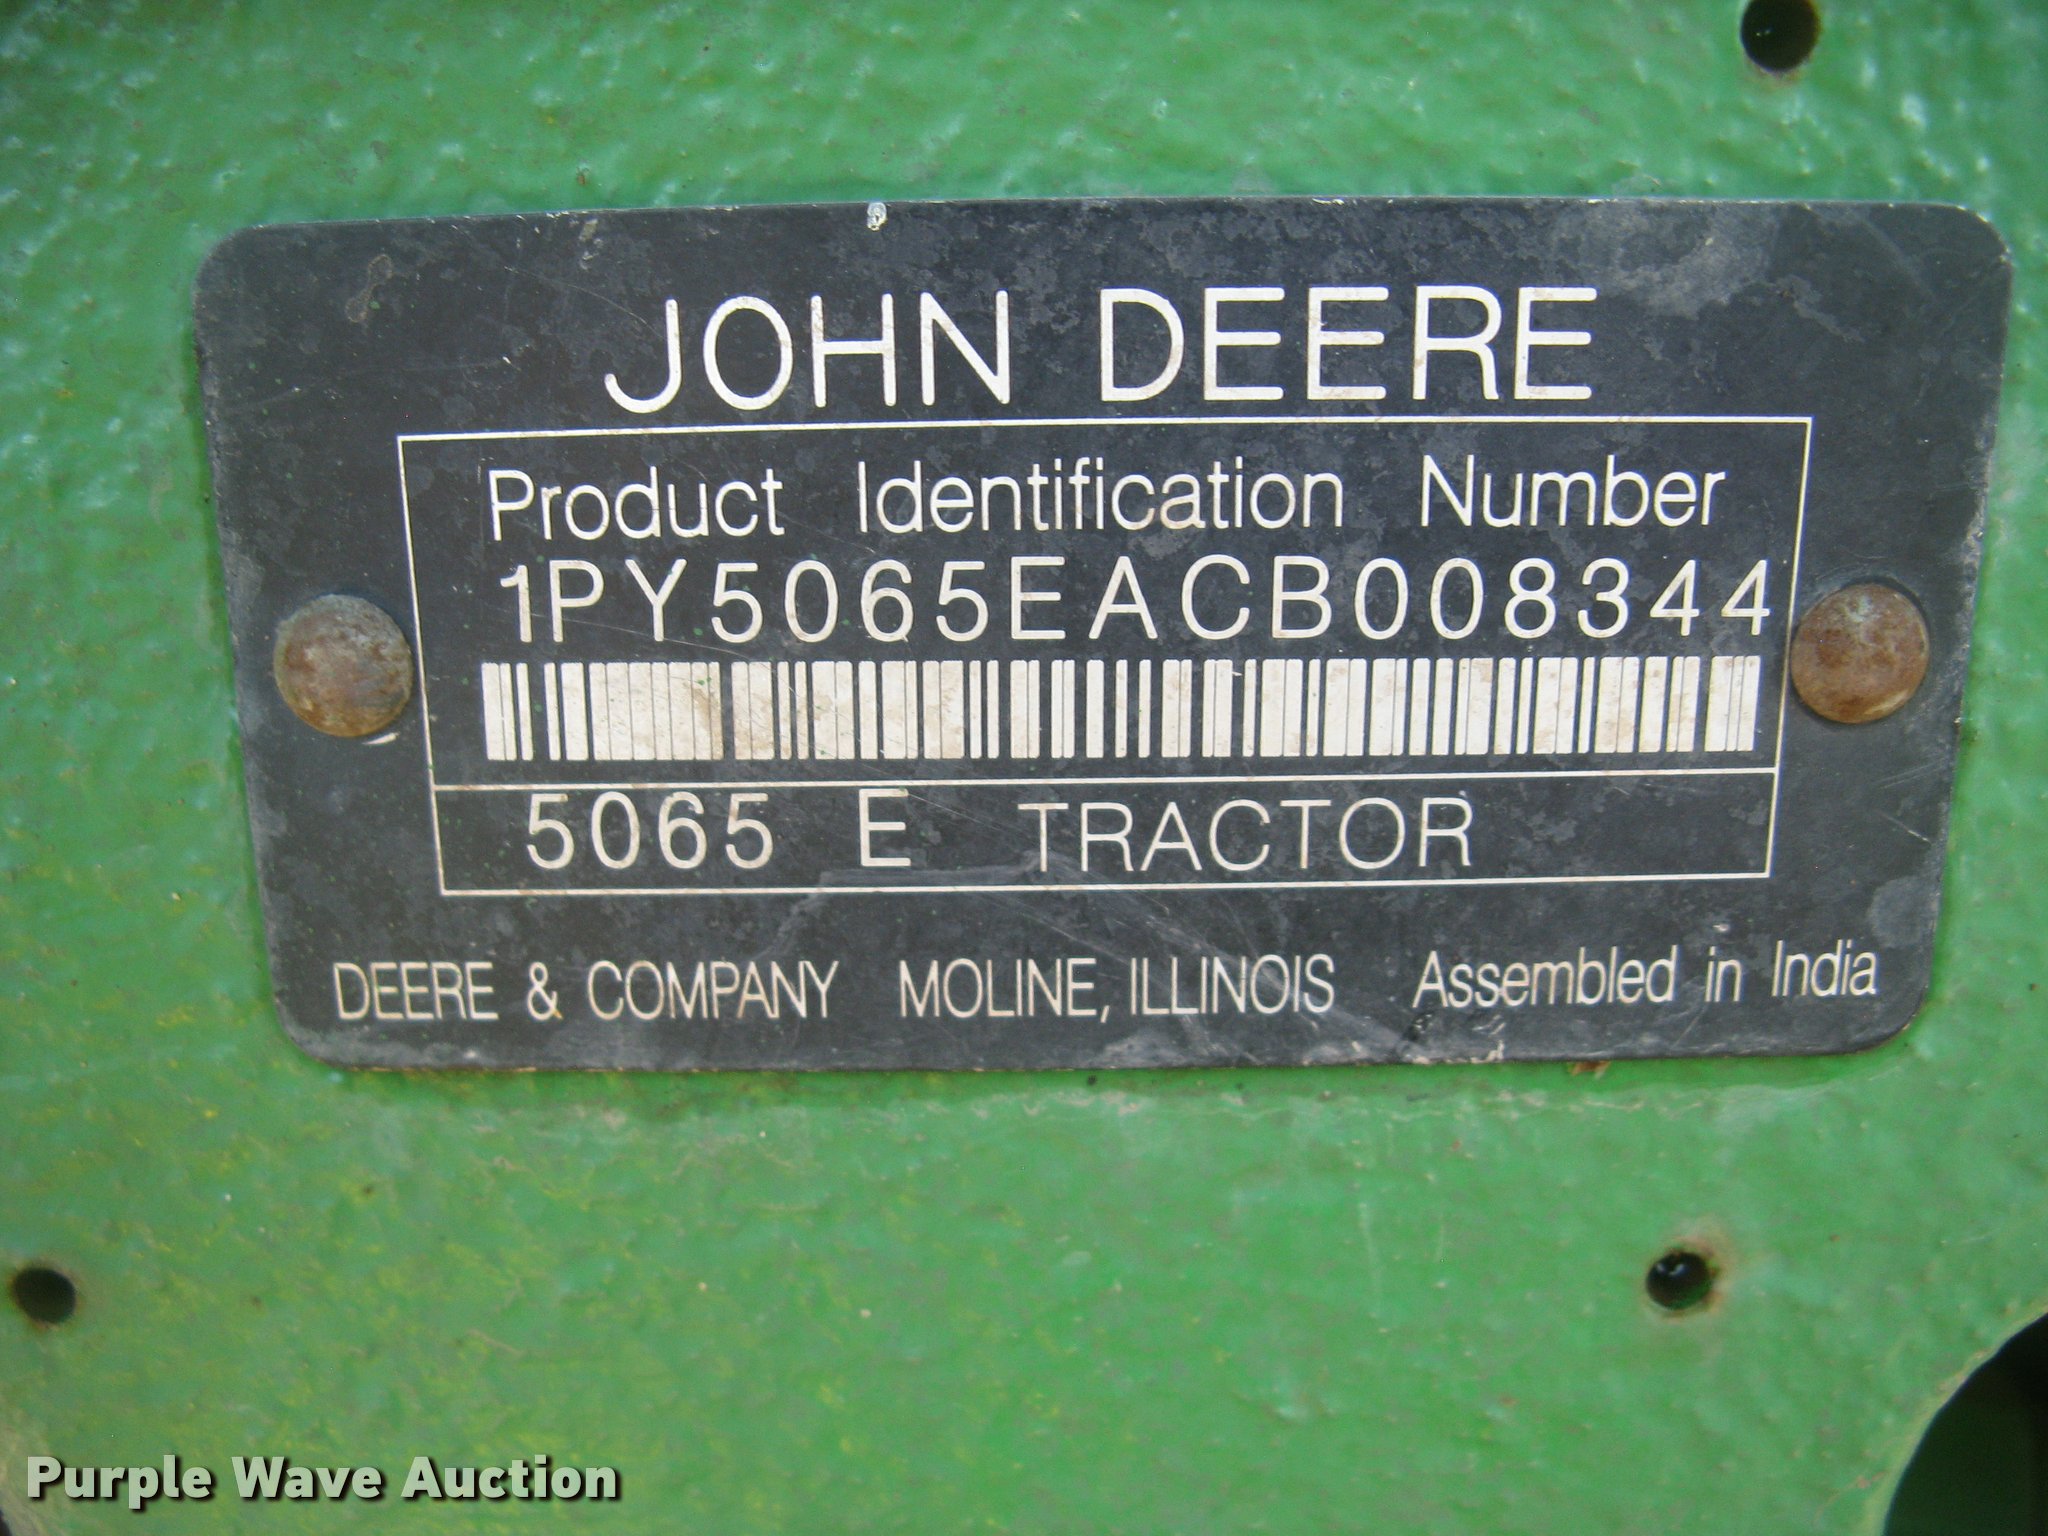 JOHN DEERE
Product Identification Number
1PY5065EACB008344
5065 E TRACTOR
DEERE & COMPANY MOLINE, ILLINOIS Assembled in India
Purple Wave Auction